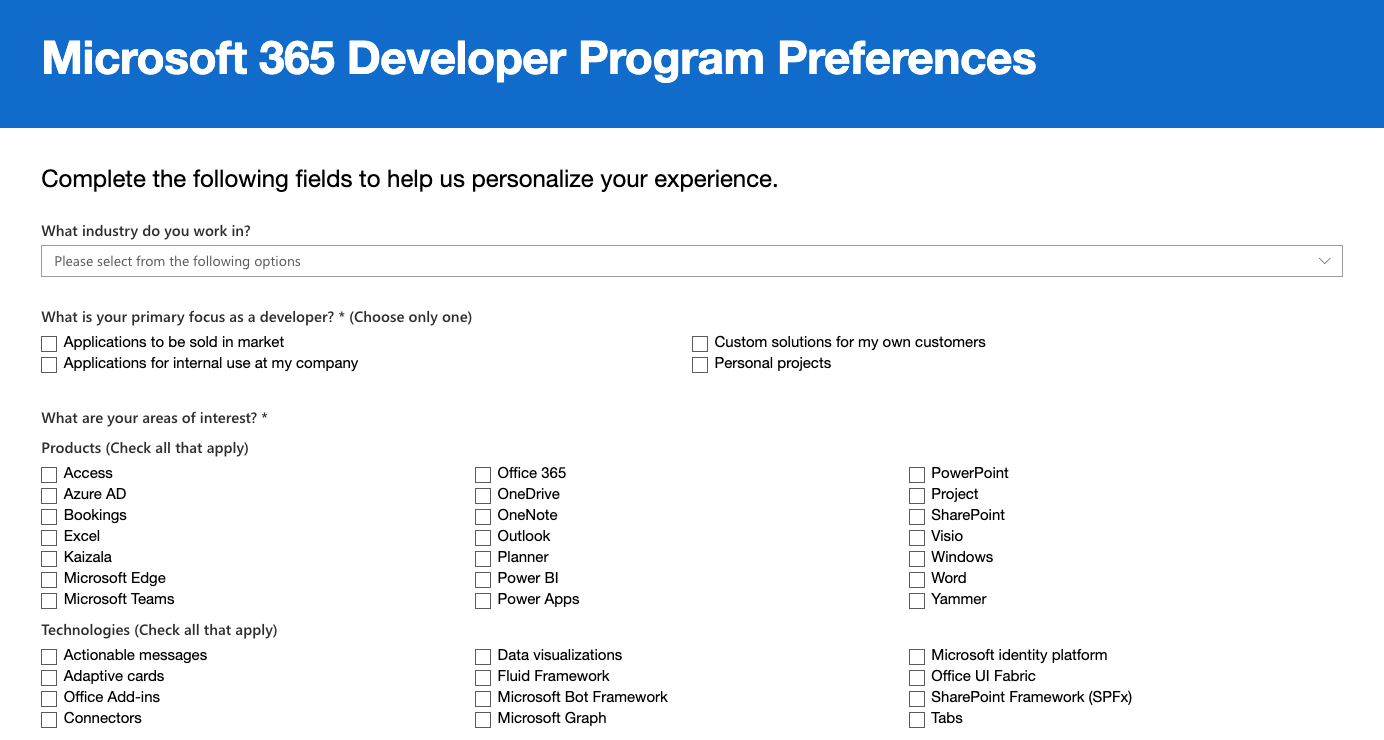 Microsoft 365 Developer Program Preferences
Complete the following fields to help us personalize your experience.
What industry do you work in?
Please select from the following options
What is your primary focus as a developer? * (Choose only one)
Applications to be sold in market
Custom solutions for my own customers
Applications for internal use at my company
Personal projects
What are your areas of interest? *
Products (Check all that apply)
Access
Azure AD
Bookings
Excel
Kaizala
Microsoft Edge
Microsoft Teams
Office 365
OneDrive
OneNote
Outlook
Planner
Power BI
Power Apps
PowerPoint
Project
SharePoint
Visio
Windows
Word
Yammer
Technologies (Check all that apply)
Actionable messages
Adaptive cards
Office Add-ins
Connectors
Data visualizations
Fluid Framework
Microsoft Bot Framework
Microsoft Graph
Microsoft identity platform
Office UI Fabric
SharePoint Framework (SPFx)
Tabs